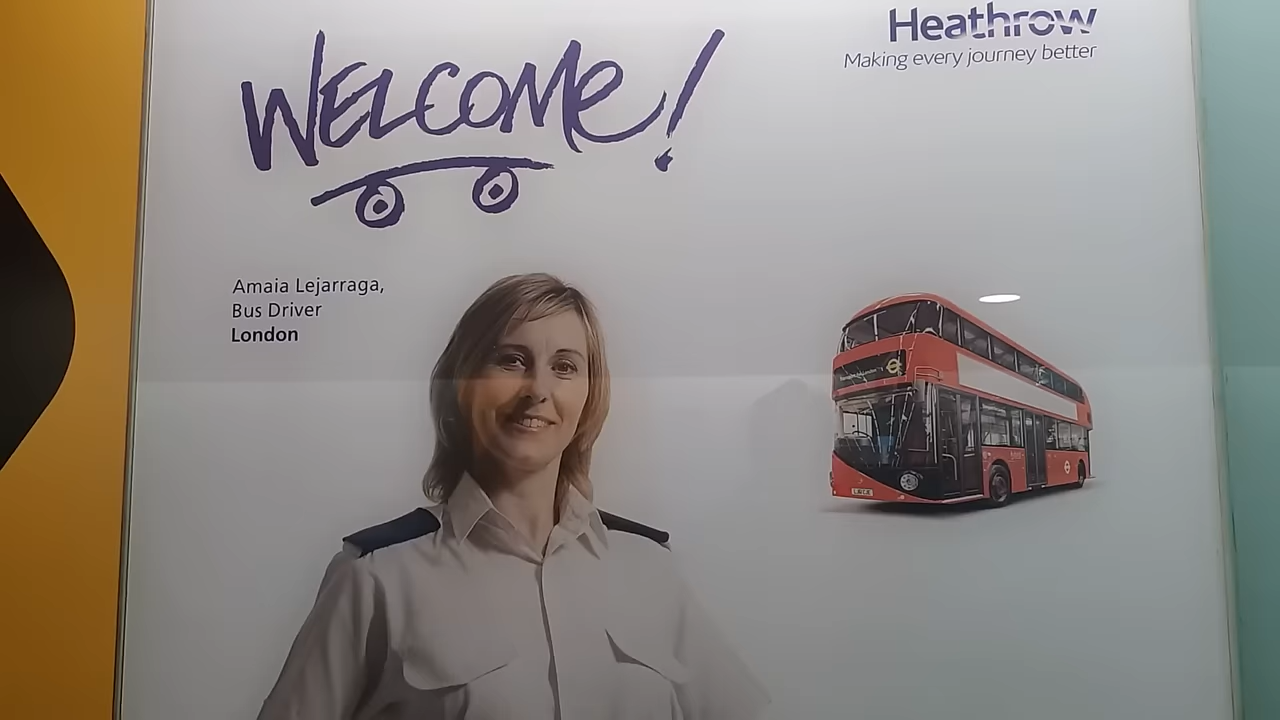 WELCOMe!
Heathrow
Making every journey better
Amaia Lejarraga,
Bus Driver
London